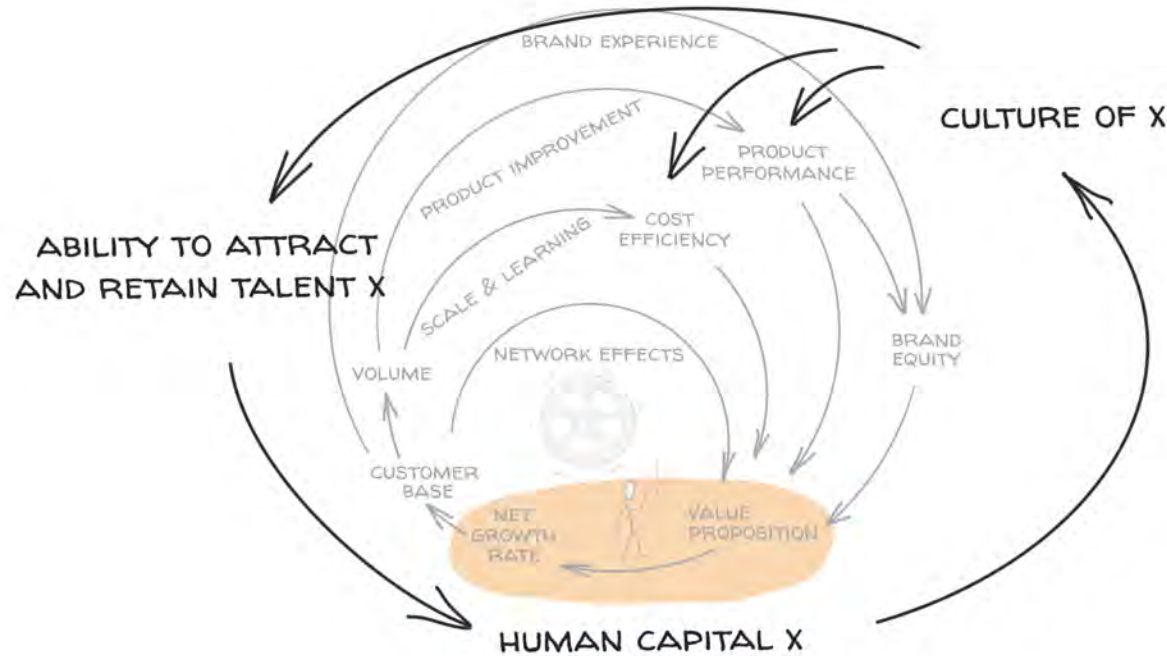 BRAND EXPERIENCE
CULTURE OF X
PRODUCT IMPROVEMENT
PRODUCT
PERFORMANCE
ABILITY TO ATTRACT
AND RETAIN TALENT X
SCALE & LEARNING
COST
EFFICIENCY
NETWORK EFFECTS
BRAND
EQUITY
VOLUME
CUSTOMER
BASE
NET
GROWTH
RATE
VALUE
PROPOSITION
HUMAN CAPITAL X